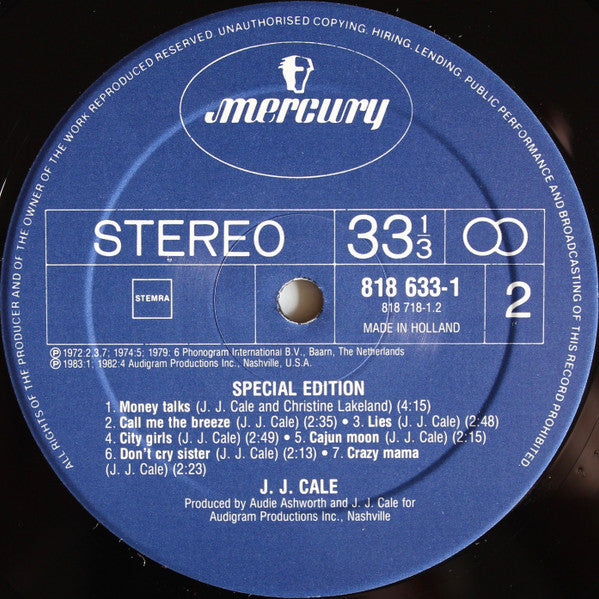 ALL RIGHTS OF THE PRODUCER AND OF THE OWNER OF THE WORK REPRODUCED RESERVED. UNAUTHORISED COPYING, HIRING, LENDING, PUBLIC PERFORMANCE AND BROADCASTING OF THIS RECORD PROHIBITED
mercury
STEREO
33 1/3
STEMRA
818 633-1
818 718-1.2
MADE IN HOLLAND
2
Ⓟ 1972:2,3,7; 1974:5; 1979: 6 Phonogram International B.V., Baarn, The Netherlands
Ⓟ 1983:1; 1982:4 Audigram Productions Inc., Nashville, U.S.A.
SPECIAL EDITION
1. Money talks (J. J. Cale and Christine Lakeland) (4:15)
2. Call me the breeze (J. J. Cale) (2:35) • 3. Lies (J. J. Cale) (2:48)
4. City girls (J. J. Cale) (2:49) • 5. Cajun moon (J. J. Cale) (2:15)
6. Don't cry sister (J. J. Cale) (2:13) • 7. Crazy mama
(J. J. Cale) (2:23)
J. J. CALE
Produced by Audie Ashworth and J. J. Cale for
Audigram Productions Inc., Nashville